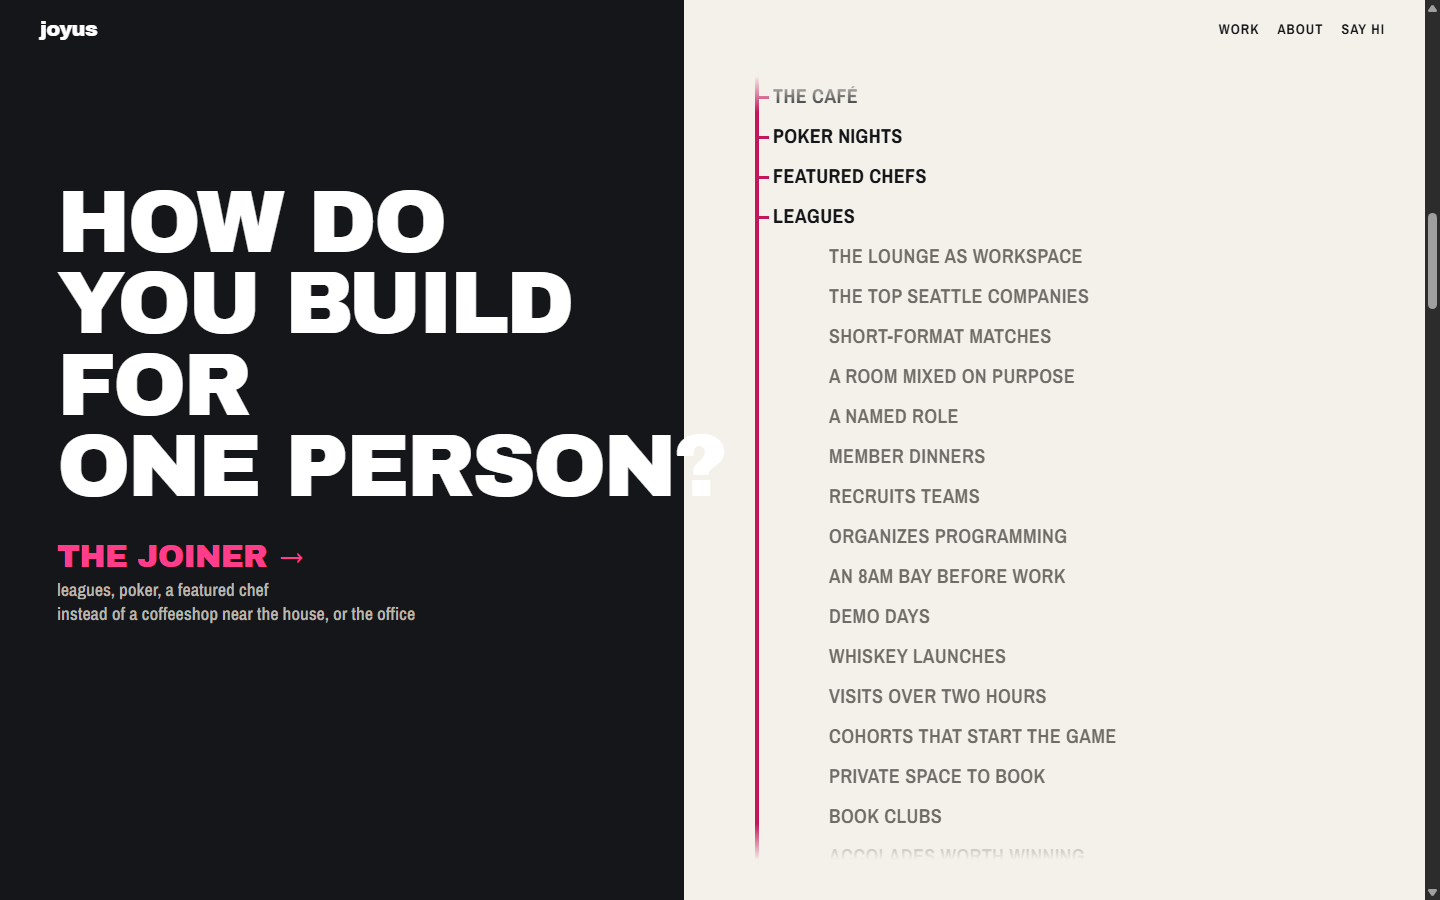 joyus
WORK ABOUT SAY HI
HOW DO
YOU BUILD
FOR
ONE PERSON?
THE JOINER →
leagues, poker, a featured chef
instead of a coffeeshop near the house, or the office
THE CAFÉ
POKER NIGHTS
FEATURED CHEFS
LEAGUES
THE LOUNGE AS WORKSPACE
THE TOP SEATTLE COMPANIES
SHORT-FORMAT MATCHES
A ROOM MIXED ON PURPOSE
A NAMED ROLE
MEMBER DINNERS
RECRUITS TEAMS
ORGANIZES PROGRAMMING
AN 8AM BAY BEFORE WORK
DEMO DAYS
WHISKEY LAUNCHES
VISITS OVER TWO HOURS
COHORTS THAT START THE GAME
PRIVATE SPACE TO BOOK
BOOK CLUBS
ACCOLADES WORTH WINNING